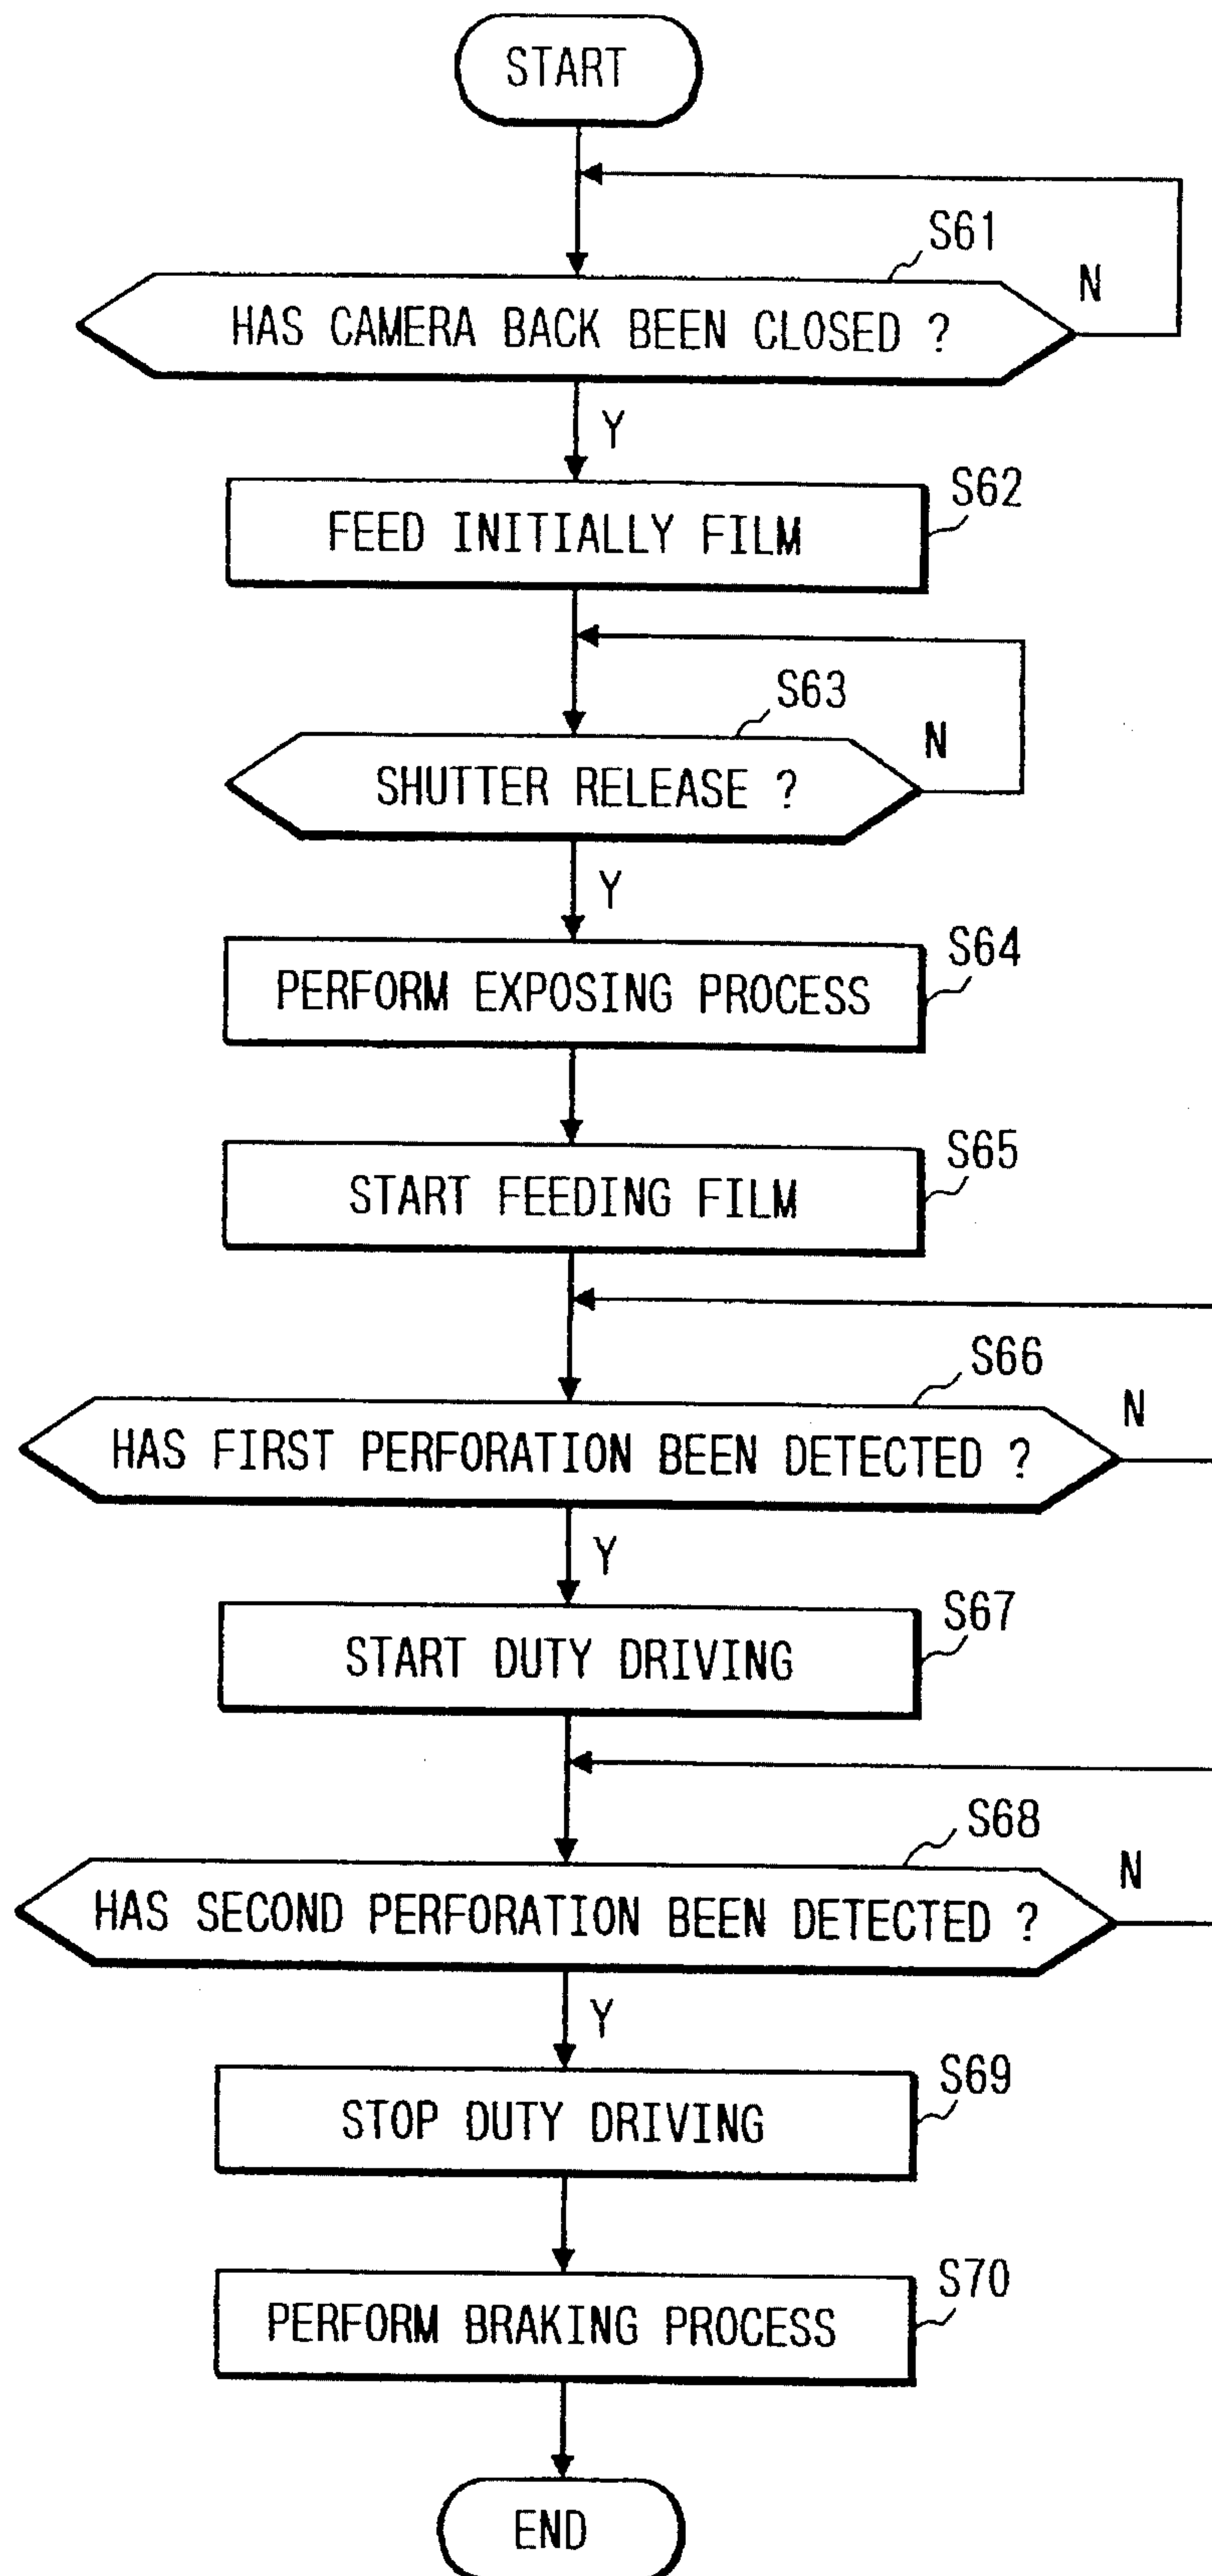 START
S61
HAS CAMERA BACK BEEN CLOSED ?
N
Y
S62
FEED INITIALLY FILM
S63
SHUTTER RELEASE ?
N
Y
S64
PERFORM EXPOSING PROCESS
S65
START FEEDING FILM
S66
HAS FIRST PERFORATION BEEN DETECTED ?
N
Y
S67
START DUTY DRIVING
S68
HAS SECOND PERFORATION BEEN DETECTED ?
N
Y
S69
STOP DUTY DRIVING
S70
PERFORM BRAKING PROCESS
END